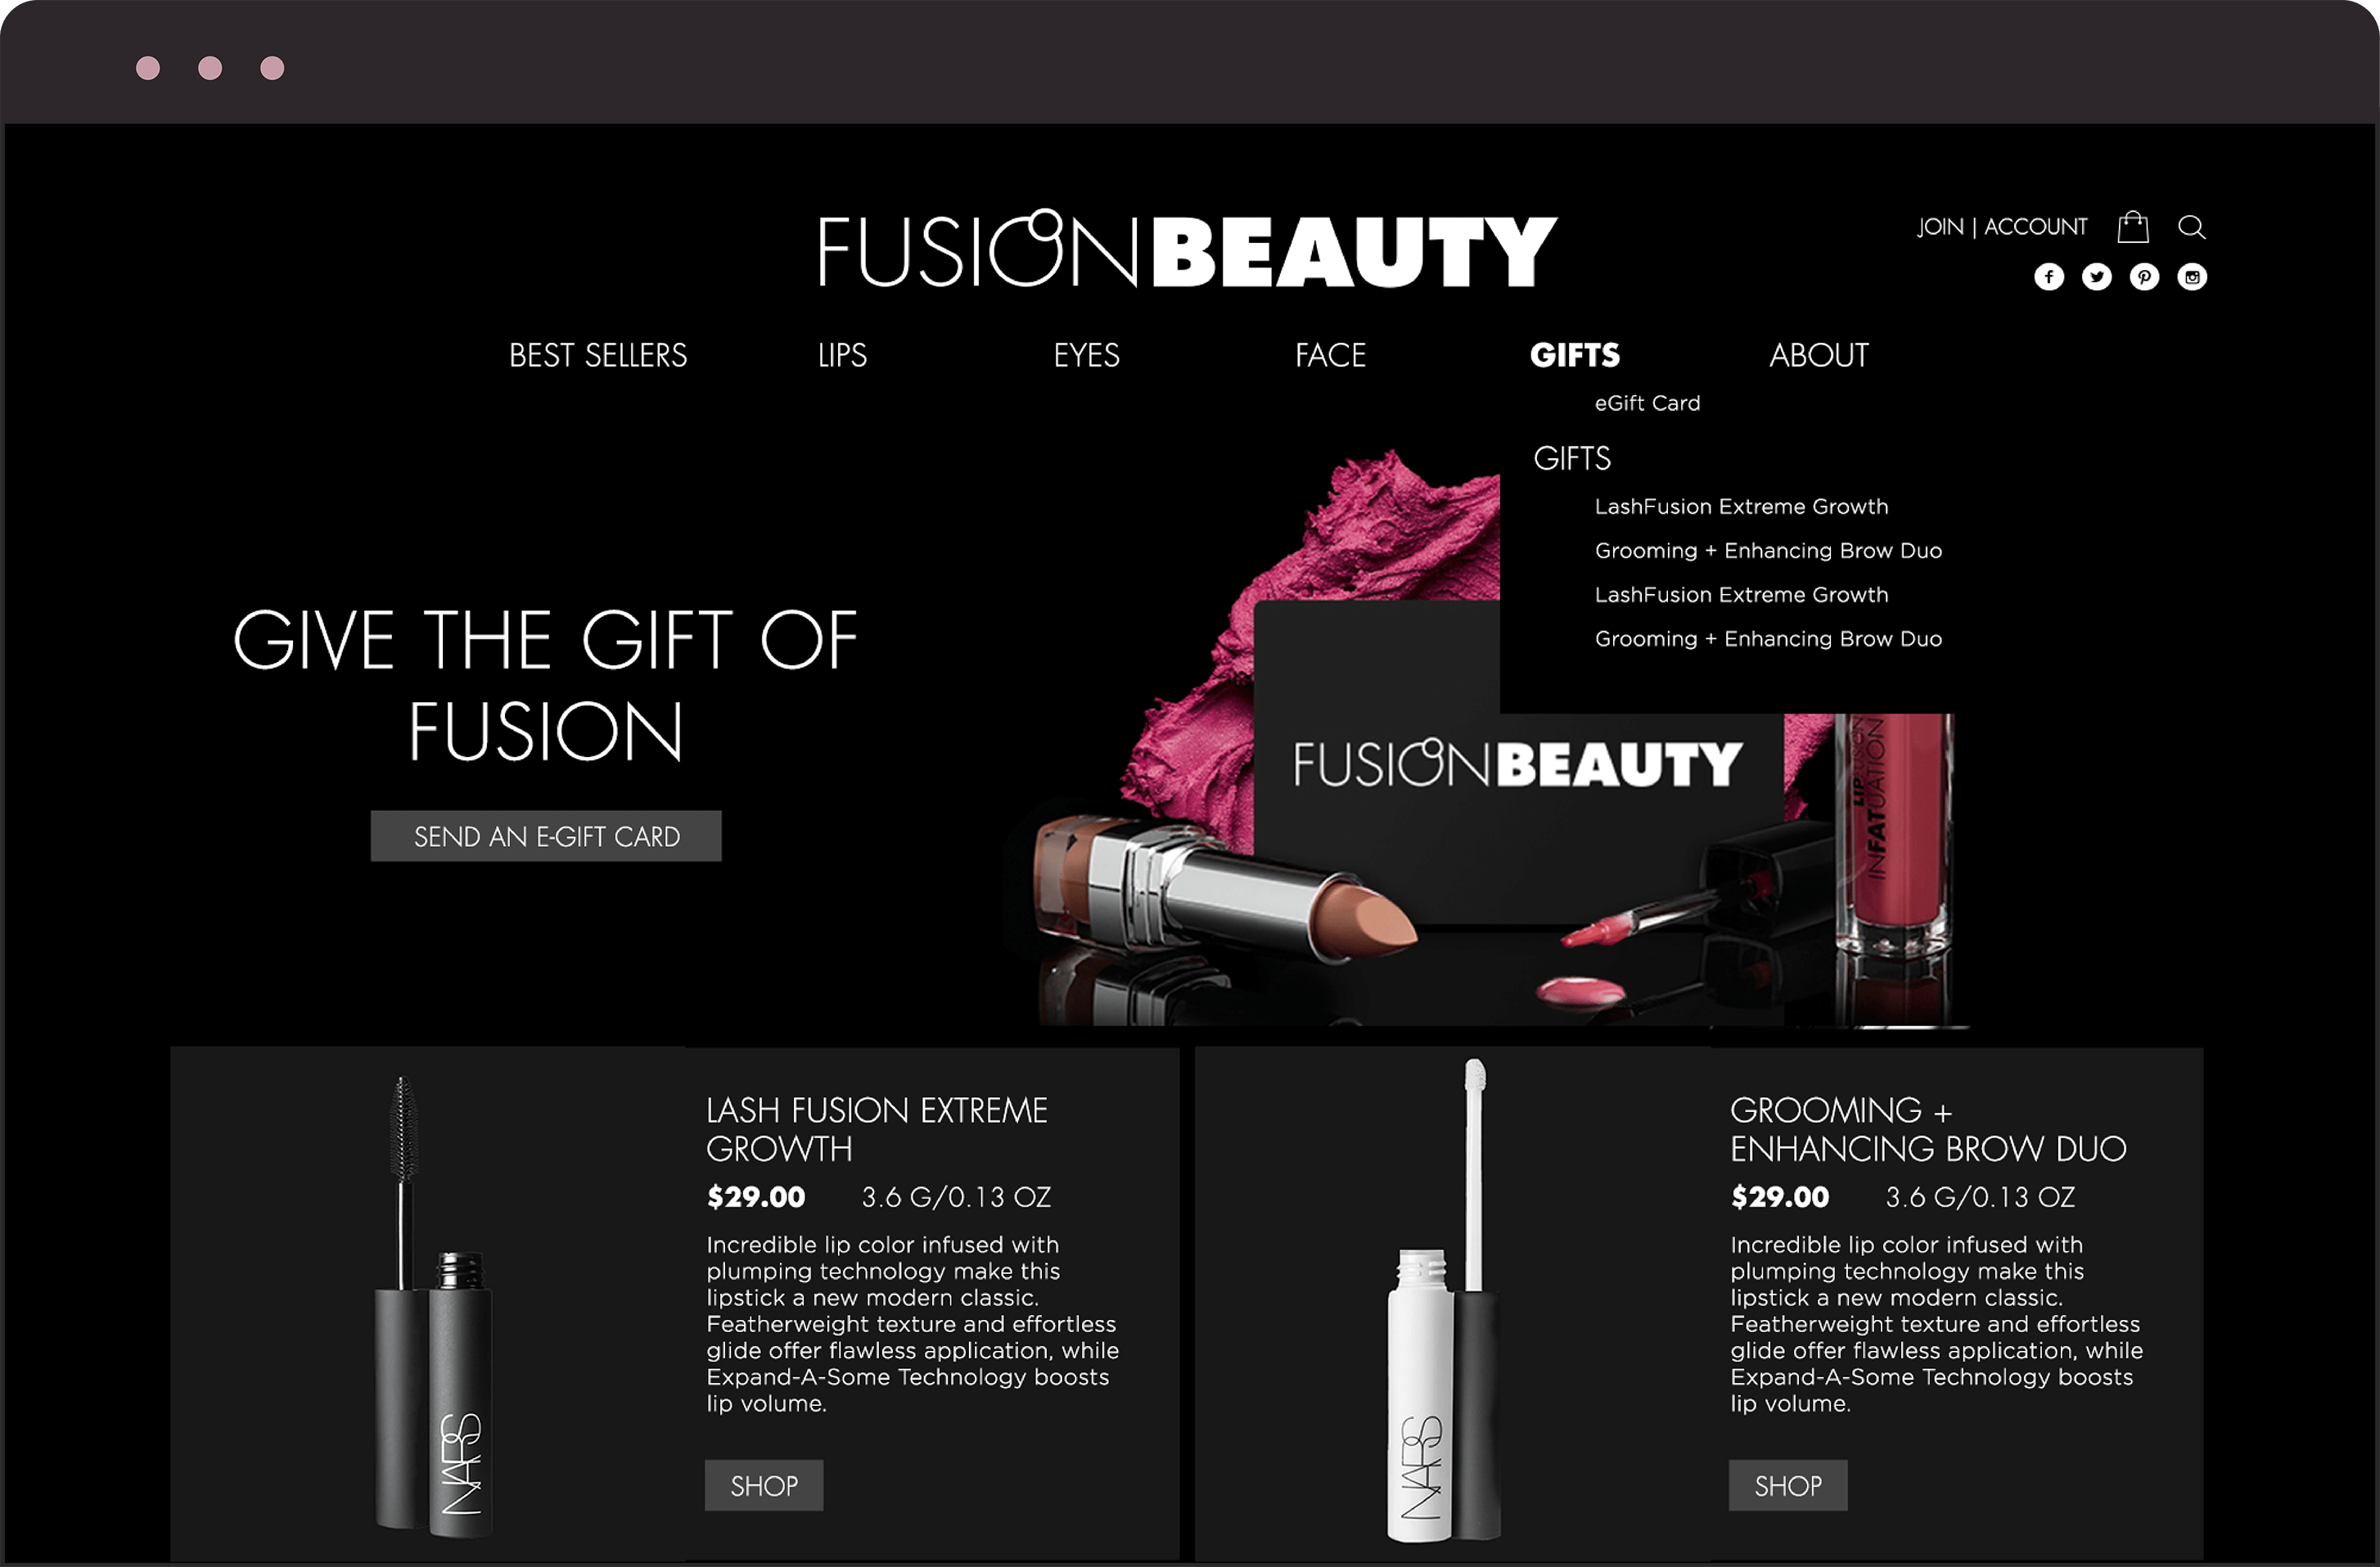 FUSIONBEAUTY
JOIN | ACCOUNT
BEST SELLERS
LIPS
EYES
FACE
GIFTS
ABOUT
eGift Card
GIFTS
LashFusion Extreme Growth
Grooming + Enhancing Brow Duo
LashFusion Extreme Growth
Grooming + Enhancing Brow Duo
GIVE THE GIFT OF
FUSION
SEND AN E-GIFT CARD
FUSIONBEAUTY
INFATUATION
LASH FUSION EXTREME
GROWTH
$29.00 3.6 G/0.13 OZ
Incredible lip color infused with
plumping technology make this
lipstick a new modern classic.
Featherweight texture and effortless
glide offer flawless application, while
Expand-A-Some Technology boosts
lip volume.
SHOP
NARS
GROOMING +
ENHANCING BROW DUO
$29.00 3.6 G/0.13 OZ
Incredible lip color infused with
plumping technology make this
lipstick a new modern classic.
Featherweight texture and effortless
glide offer flawless application, while
Expand-A-Some Technology boosts
lip volume.
SHOP
NARS